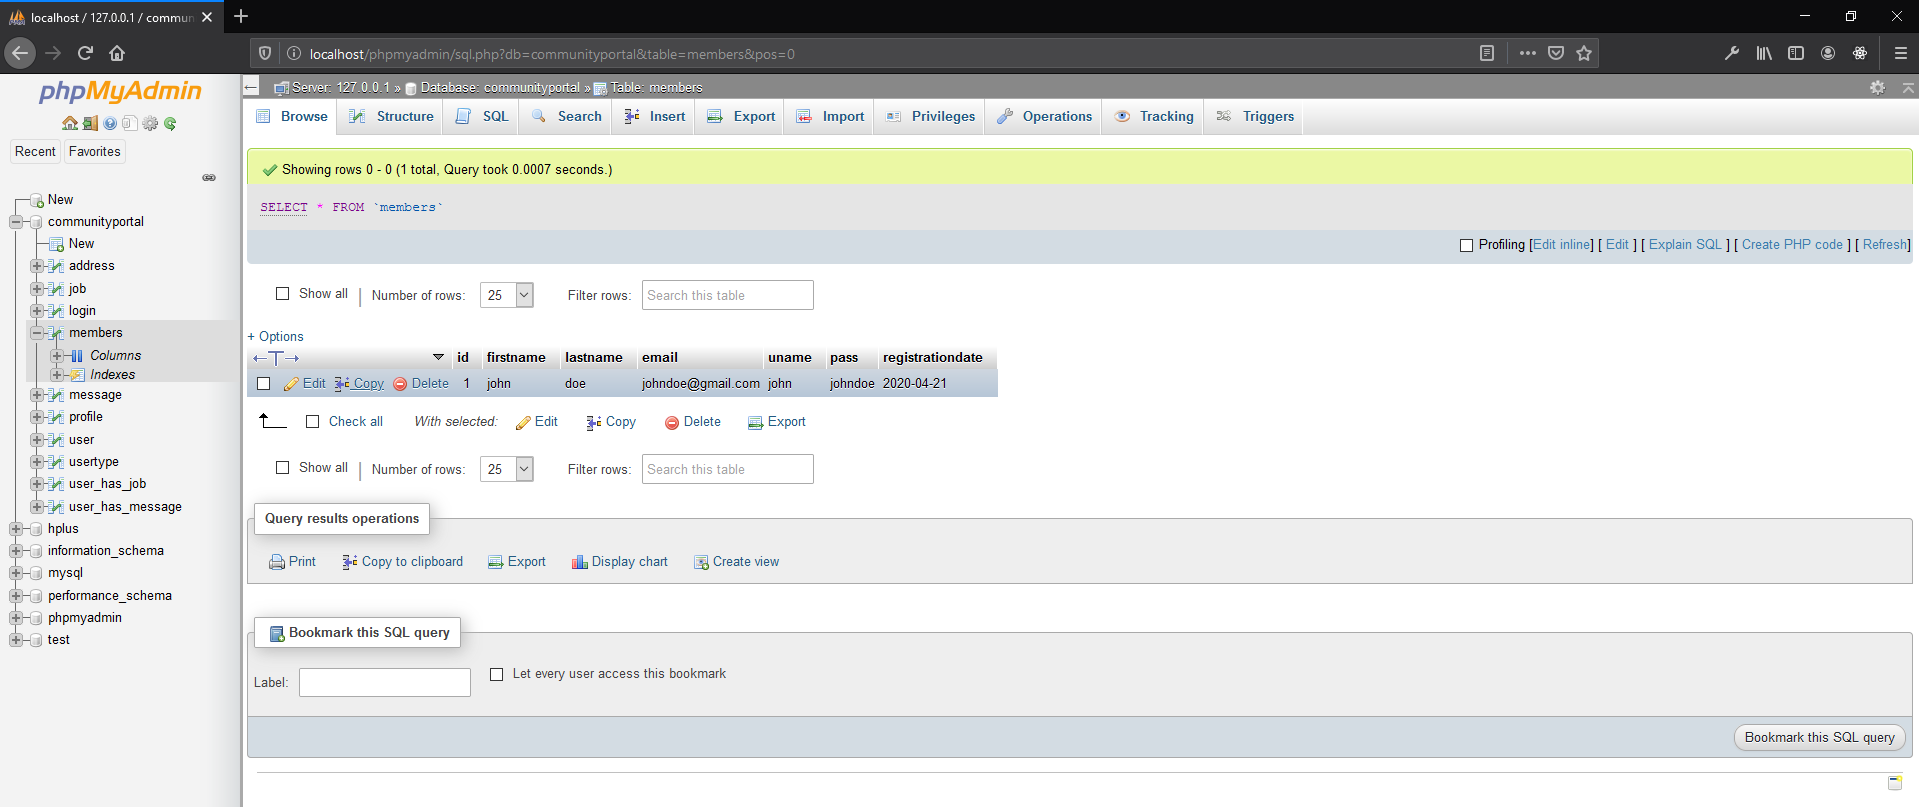 localhost / 127.0.0.1 / commun
localhost/phpmyadmin/sql.php?db=communityportal&table=members&pos=0
phpMyAdmin
Recent Favorites
New
communityportal
New
address
job
login
members
Columns
Indexes
message
profile
user
usertype
user_has_job
user_has_message
hplus
information_schema
mysql
performance_schema
phpmyadmin
test
Server: 127.0.0.1 » Database: communityportal » Table: members
Browse Structure SQL Search Insert Export Import Privileges Operations Tracking Triggers
Showing rows 0 - 0 (1 total, Query took 0.0007 seconds.)
SELECT * FROM `members`
Profiling [Edit inline] [ Edit ] [ Explain SQL ] [ Create PHP code ] [ Refresh]
Show all | Number of rows: 25 Filter rows: Search this table
+ Options
←T→ id firstname lastname email uname pass registrationdate
Edit Copy Delete 1 john doe johndoe@gmail.com john johndoe 2020-04-21
Check all With selected: Edit Copy Delete Export
Show all | Number of rows: 25 Filter rows: Search this table
Query results operations
Print Copy to clipboard Export Display chart Create view
Bookmark this SQL query
Label: Let every user access this bookmark
Bookmark this SQL query